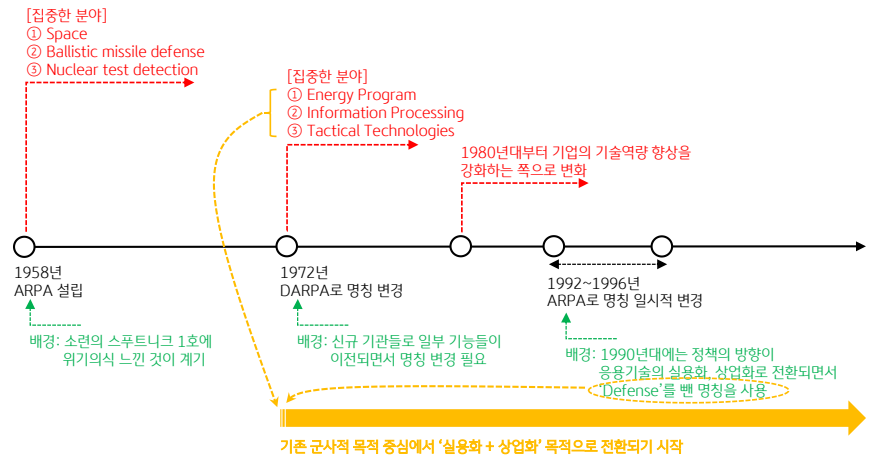 [집중한 분야]
① Space
② Ballistic missile defense
③ Nuclear test detection
[집중한 분야]
① Energy Program
② Information Processing
③ Tactical Technologies
1980년대부터 기업의 기술역량 향상을
강화하는 쪽으로 변화
1958년
ARPA 설립
배경: 소련의 스푸트니크 1호에
위기의식 느낀 것이 계기
1972년
DARPA로 명칭 변경
배경: 신규 기관들로 일부 기능들이
이전되면서 명칭 변경 필요
1992~1996년
ARPA로 명칭 일시적 변경
배경: 1990년대에는 정책의 방향이
응용기술의 실용화, 상업화로 전환되면서
'Defense'를 뺀 명칭을 사용
기존 군사적 목적 중심에서 '실용화 + 상업화' 목적으로 전환되기 시작